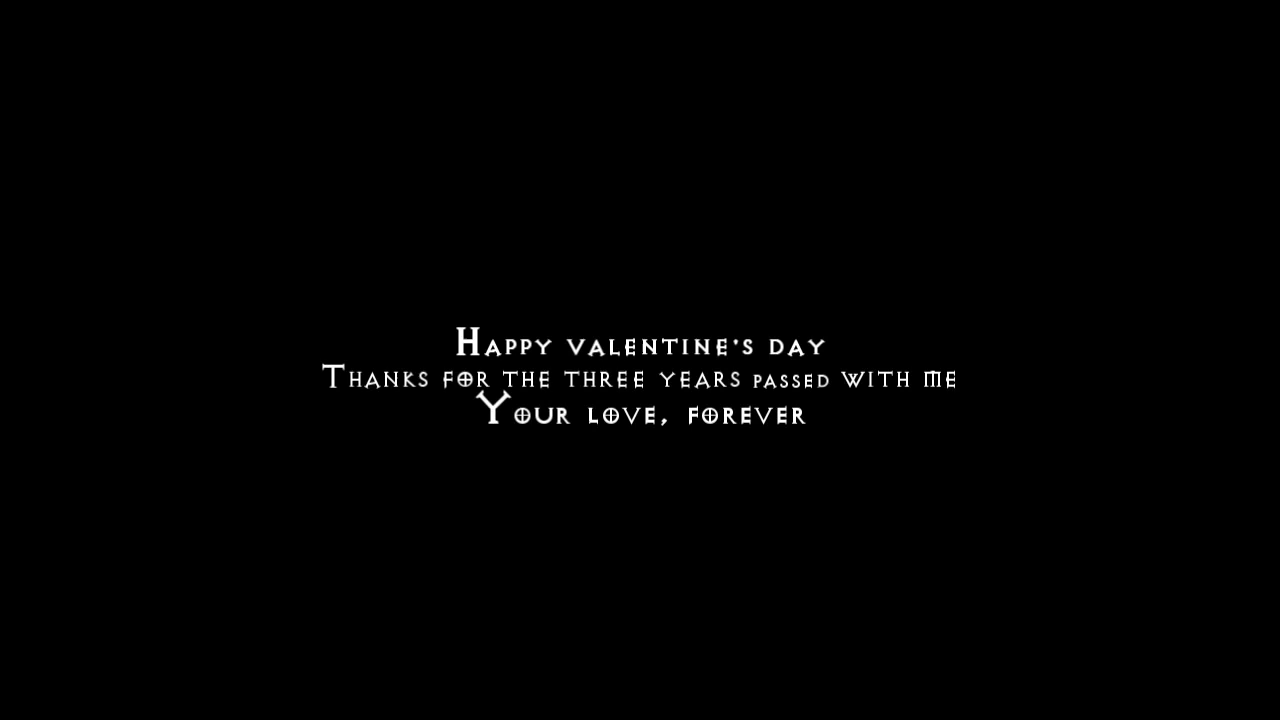 Happy valentine's day
Thanks for the three years passed with me
Your love, forever